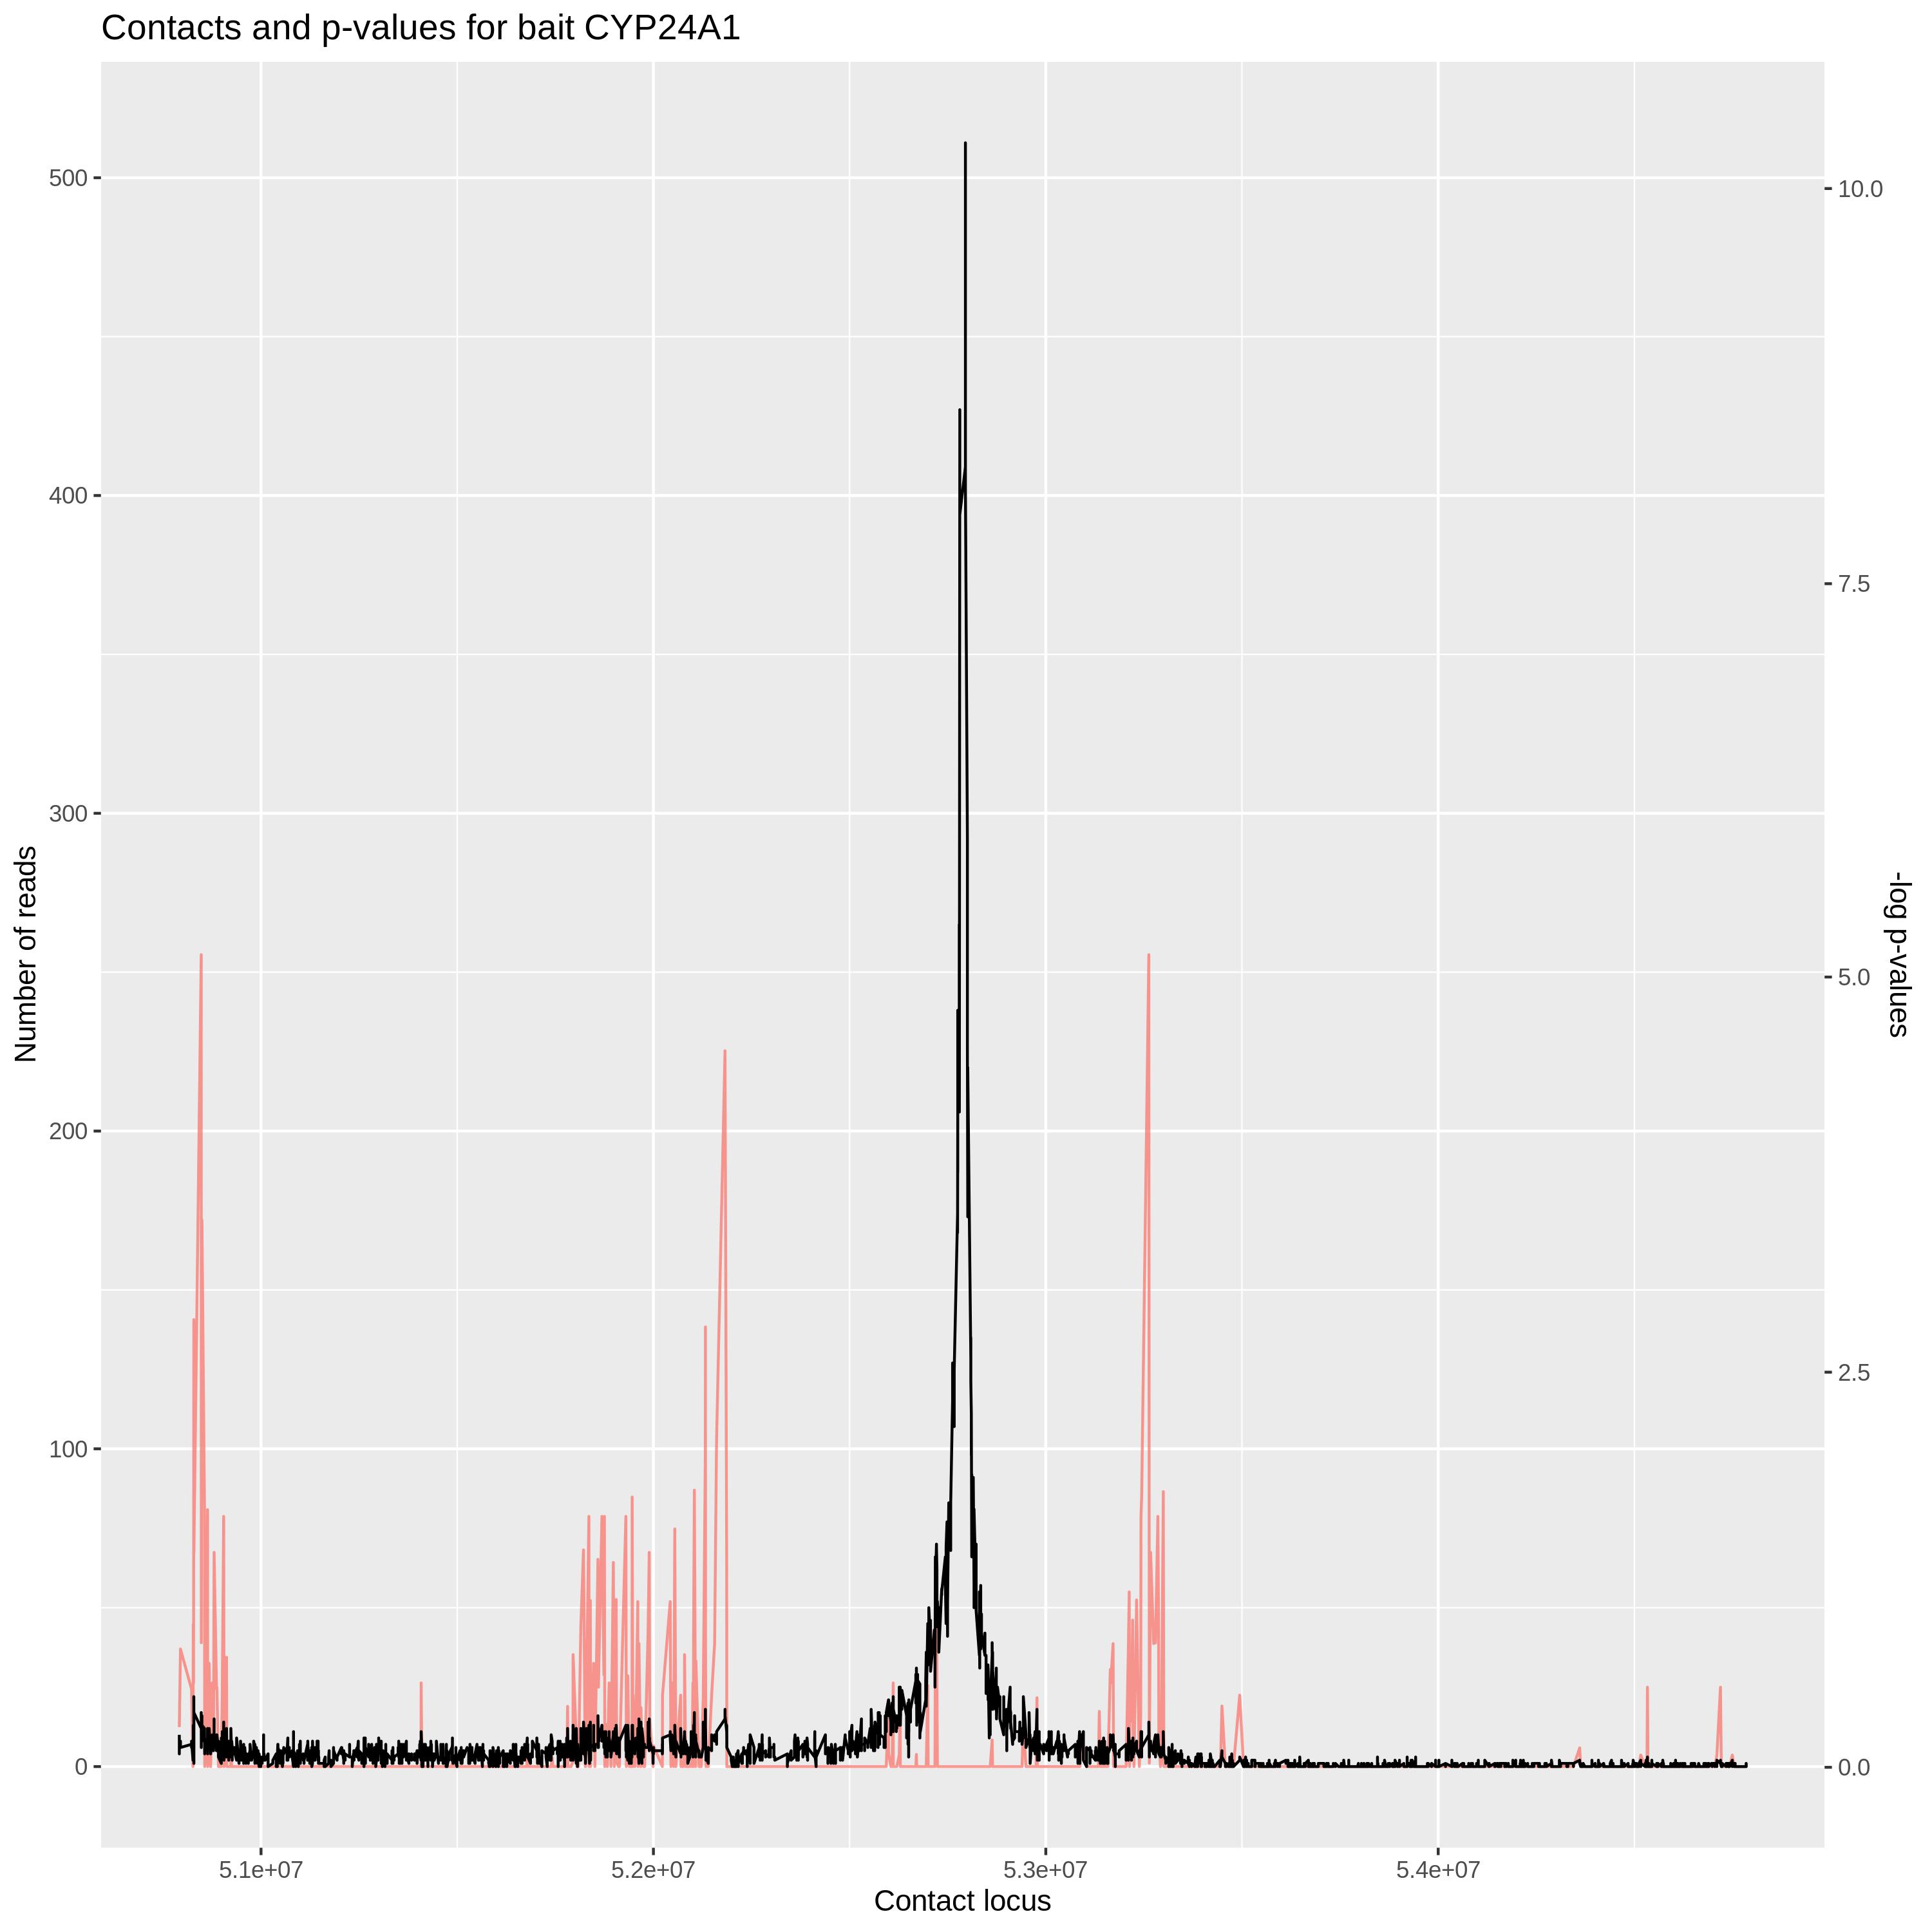 Contacts and p-values for bait CYP24A1
500
400
300
200
100
0
Number of reads
10.0
7.5
5.0
2.5
0.0
-log p-values
5.1e+07
5.2e+07
5.3e+07
5.4e+07
Contact locus